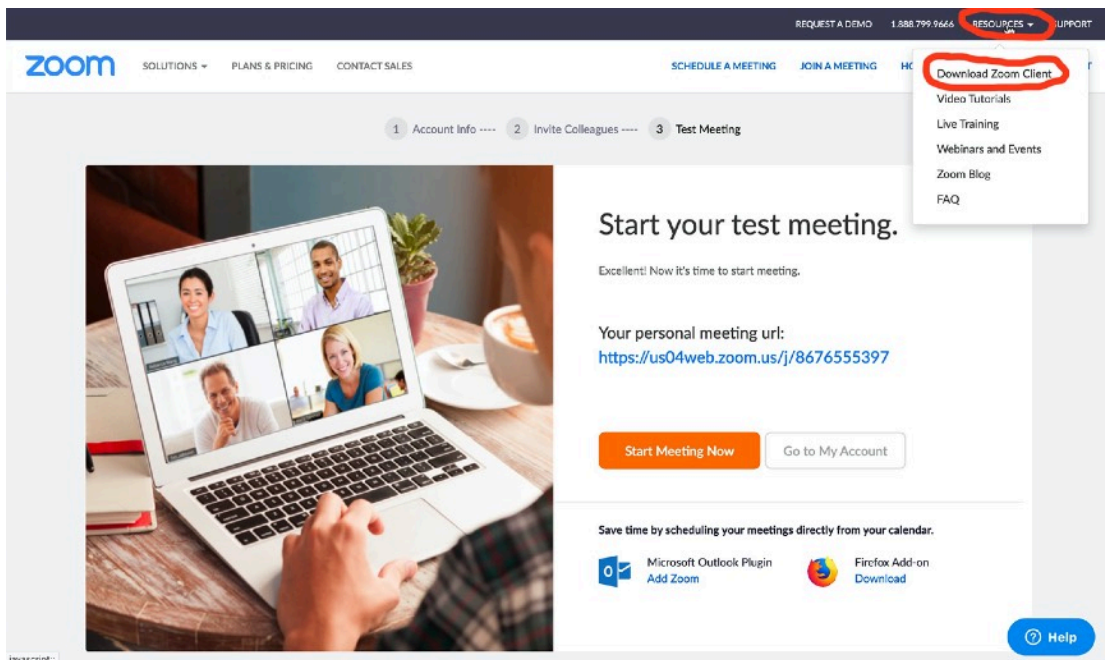 REQUEST A DEMO 1.888.799.9666 RESOURCES SUPPORT
zoom SOLUTIONS PLANS & PRICING CONTACT SALES SCHEDULE A MEETING JOIN A MEETING
Download Zoom Client
Video Tutorials
Live Training
Webinars and Events
Zoom Blog
FAQ
1 Account Info ---- 2 Invite Colleagues ---- 3 Test Meeting
Start your test meeting.
Excellent! Now it's time to start meeting.
Your personal meeting url:
https://us04web.zoom.us/j/8676555397
Start Meeting Now Go to My Account
Save time by scheduling your meetings directly from your calendar.
Microsoft Outlook Plugin Firefox Add-on
Add Zoom Download
Help